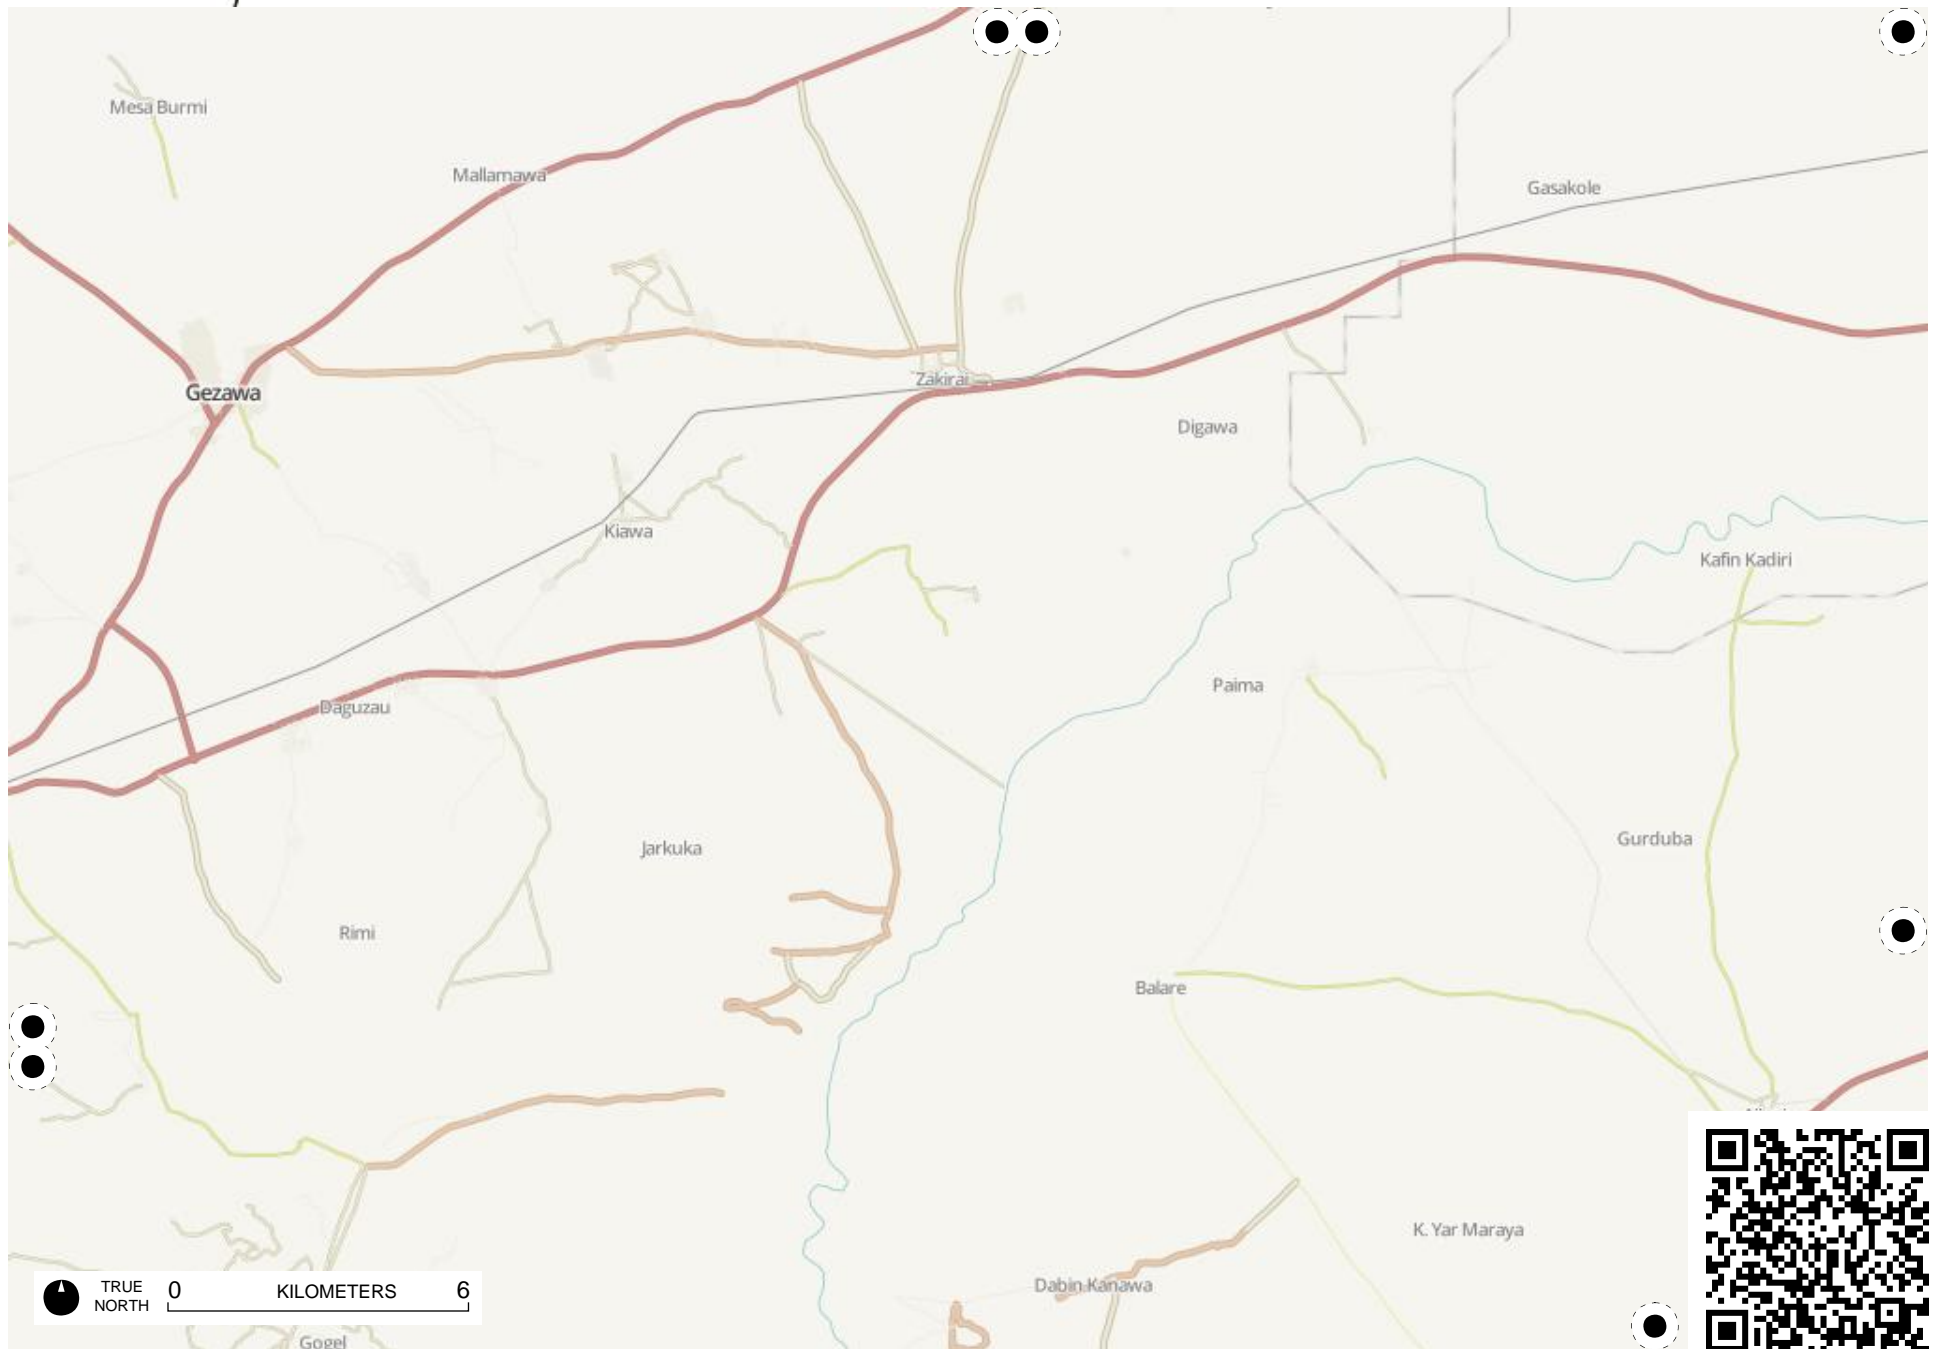 Mesa Burmi
Mallamawa
Gasakole
Gezawa
Zakirai
Digawa
Kiawa
Kafin Kadiri
Paima
Daguzau
Gurduba
Jarkuka
Rimi
Balare
K. Yar Maraya
Dabin Kanawa
TRUE
NORTH
0 KILOMETERS 6
Gogel